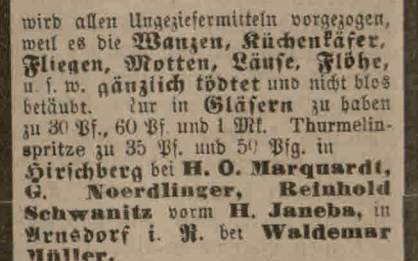 wird allen Ungeziefermitteln vorgezogen,
weil es die Wanzen, Küchenkäfer,
Fliegen, Motten, Läuse, Flöhe,
u. s. w. gänzlich tödtet und nicht blos
betäubt. Nur in Gläsern zu haben
zu 30 Pf., 60 Pf. und 1 Mk. Thurmelin-
spritze zu 35 Pf. und 50 Pfg. in
Hirschberg bei H. O. Marquardt,
G. Noerdlinger, Reinhold
Schwanitz vorm H. Janeba, in
Arnsdorf i. R. bei Waldemar
Müller.